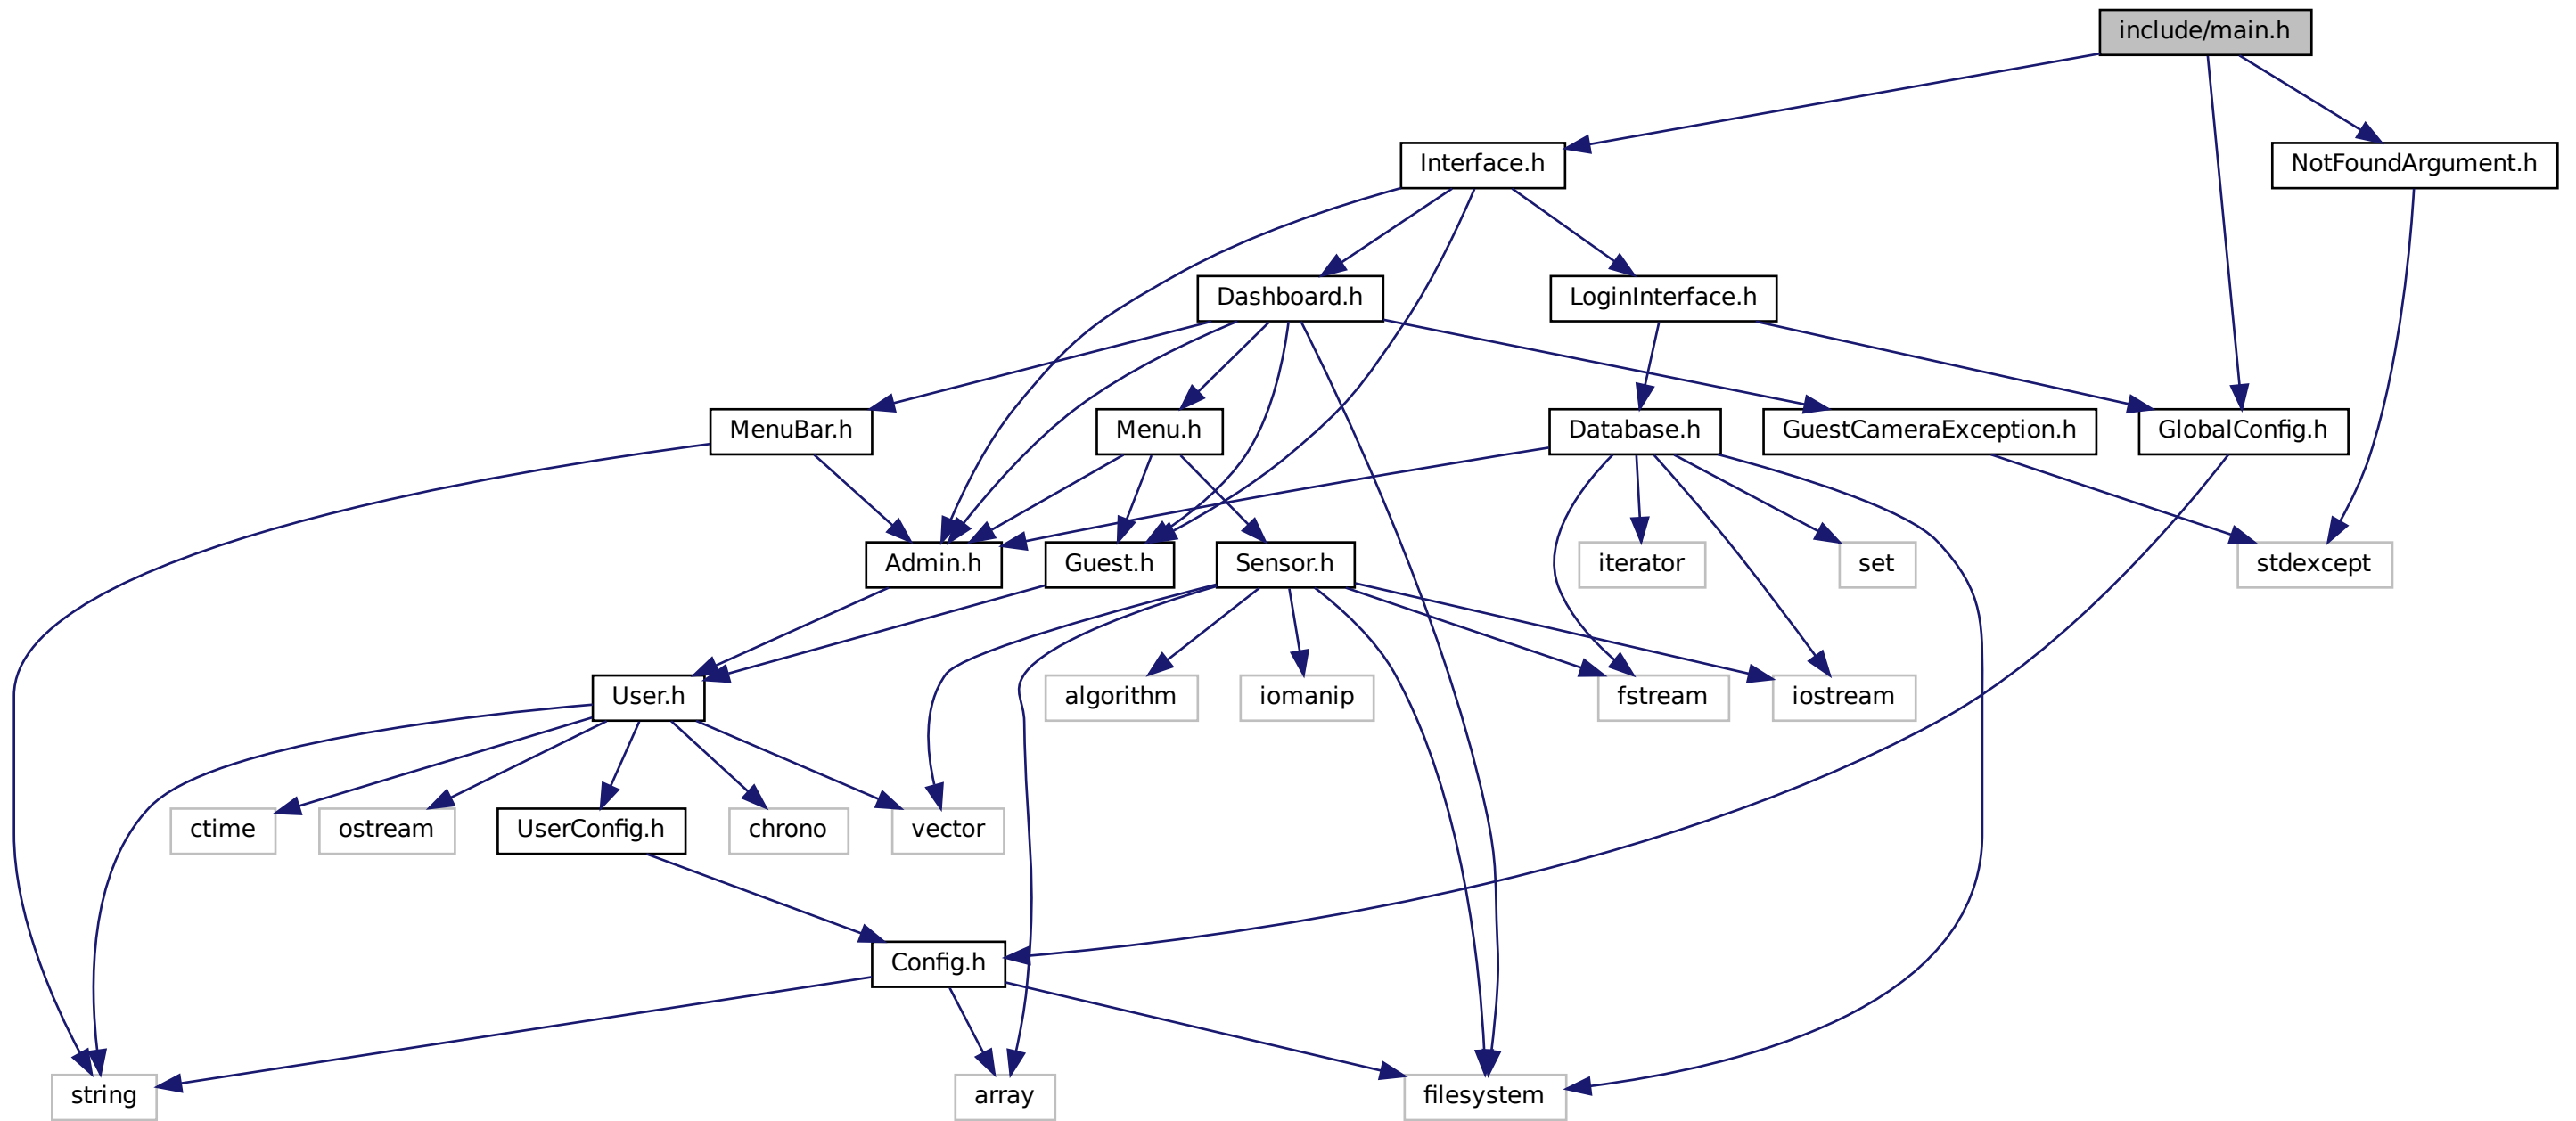 include/main.h
Interface.h
NotFoundArgument.h
Dashboard.h
LoginInterface.h
MenuBar.h
Menu.h
Database.h
GuestCameraException.h
GlobalConfig.h
Admin.h
Guest.h
Sensor.h
iterator
set
stdexcept
User.h
algorithm
iomanip
fstream
iostream
ctime
ostream
UserConfig.h
chrono
vector
Config.h
string
array
filesystem